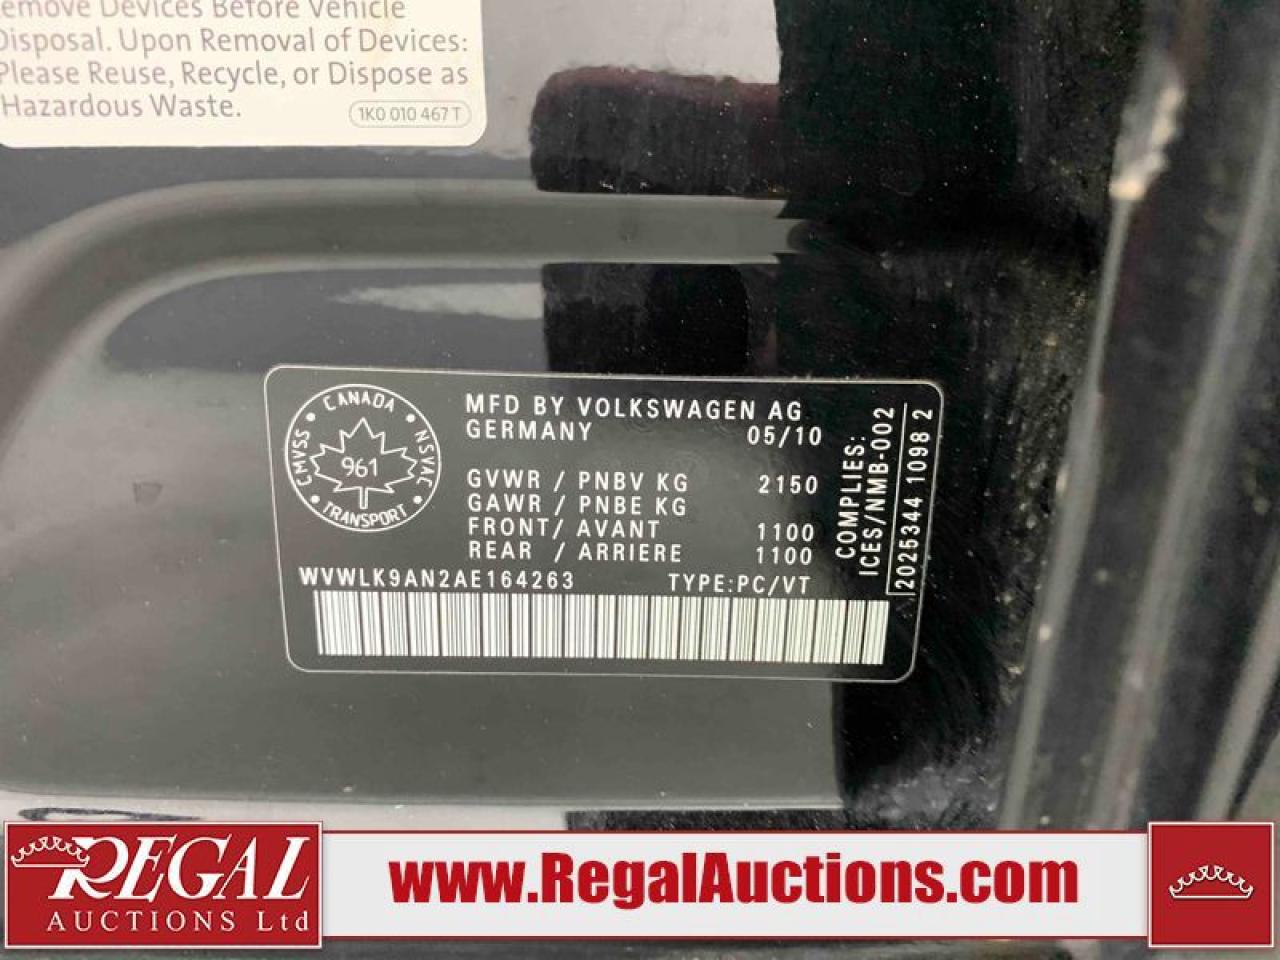 emove Devices Before Vehicle
Disposal. Upon Removal of Devices:
Please Reuse, Recycle, or Dispose as
Hazardous Waste.
1K0 010 467 T
CANADA
CMVSS
NSVAC
961
TRANSPORT
MFD BY VOLKSWAGEN AG
GERMANY 05/10
GVWR / PNBV KG 2150
GAWR / PNBE KG
FRONT/ AVANT 1100
REAR / ARRIERE 1100
WVWLK9AN2AE164263 TYPE:PC/VT
COMPLIES:
ICES/NMB-002
2025344 1098 2
REGAL
AUCTIONS Ltd
www.RegalAuctions.com